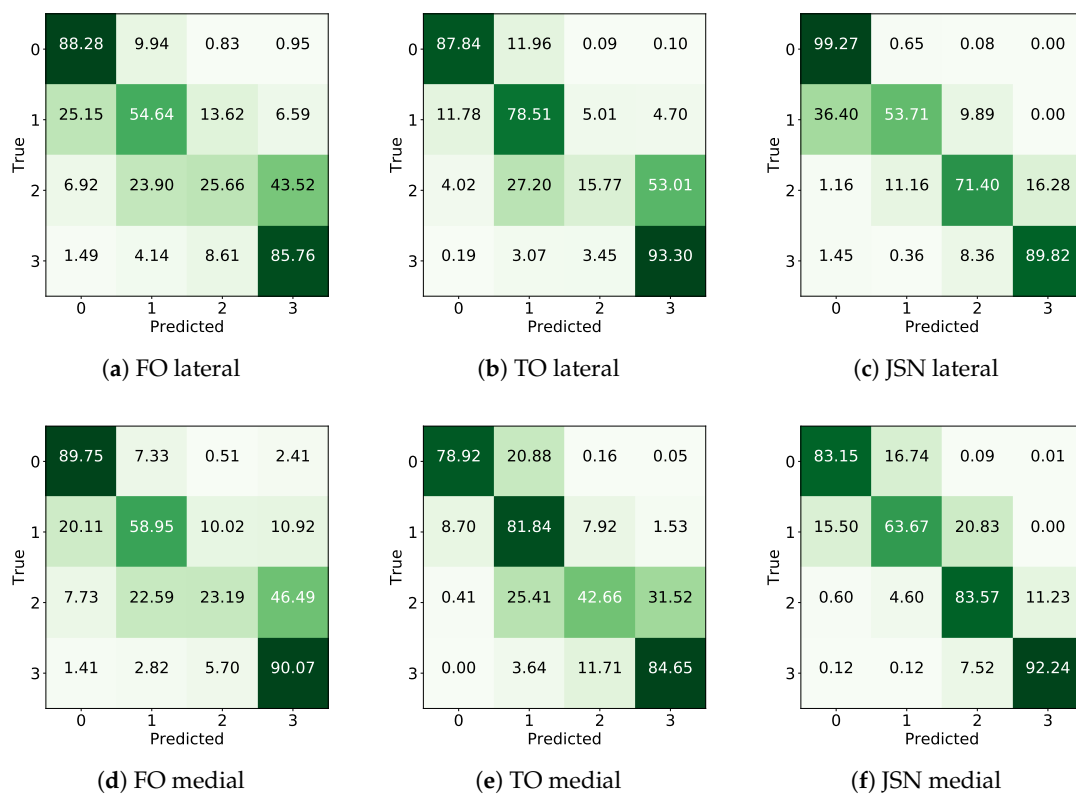 0 88.28 9.94 0.83 0.95
1 25.15 54.64 13.62 6.59
2 6.92 23.90 25.66 43.52
3 1.49 4.14 8.61 85.76
0 1 2 3
True
Predicted
(a) FO lateral
0 87.84 11.96 0.09 0.10
1 11.78 78.51 5.01 4.70
2 4.02 27.20 15.77 53.01
3 0.19 3.07 3.45 93.30
0 1 2 3
True
Predicted
(b) TO lateral
0 99.27 0.65 0.08 0.00
1 36.40 53.71 9.89 0.00
2 1.16 11.16 71.40 16.28
3 1.45 0.36 8.36 89.82
0 1 2 3
True
Predicted
(c) JSN lateral
0 89.75 7.33 0.51 2.41
1 20.11 58.95 10.02 10.92
2 7.73 22.59 23.19 46.49
3 1.41 2.82 5.70 90.07
0 1 2 3
True
Predicted
(d) FO medial
0 78.92 20.88 0.16 0.05
1 8.70 81.84 7.92 1.53
2 0.41 25.41 42.66 31.52
3 0.00 3.64 11.71 84.65
0 1 2 3
True
Predicted
(e) TO medial
0 83.15 16.74 0.09 0.01
1 15.50 63.67 20.83 0.00
2 0.60 4.60 83.57 11.23
3 0.12 0.12 7.52 92.24
0 1 2 3
True
Predicted
(f) JSN medial